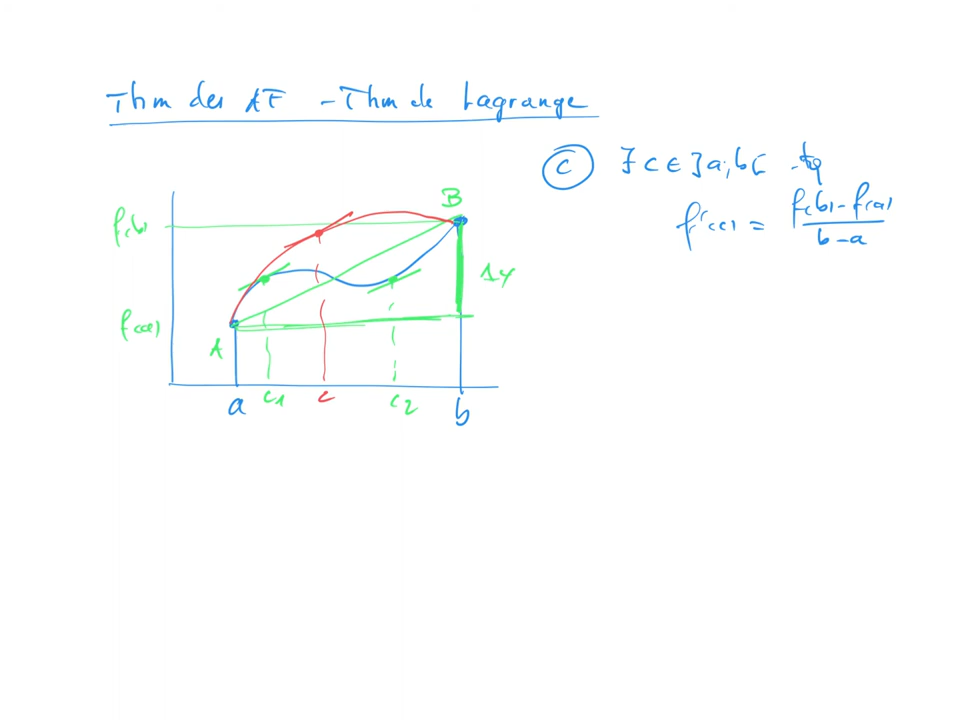 Thm des AF - Thm de Lagrange
C ∃ c ∈ ]a,b[ tq
f'(c) = f(b) - f(a) / b - a
B
f(b)
Δy
f(a)
A
a c1 c c2 b